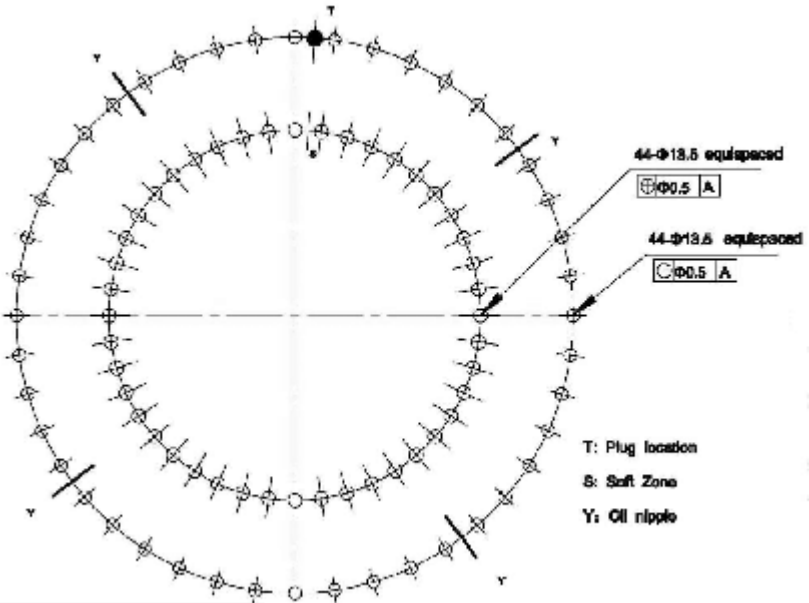 T
Y
Y
S
44-Φ13.5 equispaced
⌖Φ0.5 A
44-Φ13.5 equispaced
○Φ0.5 A
T: Plug location
S: Soft Zone
Y: Oil nipple
Y
Y